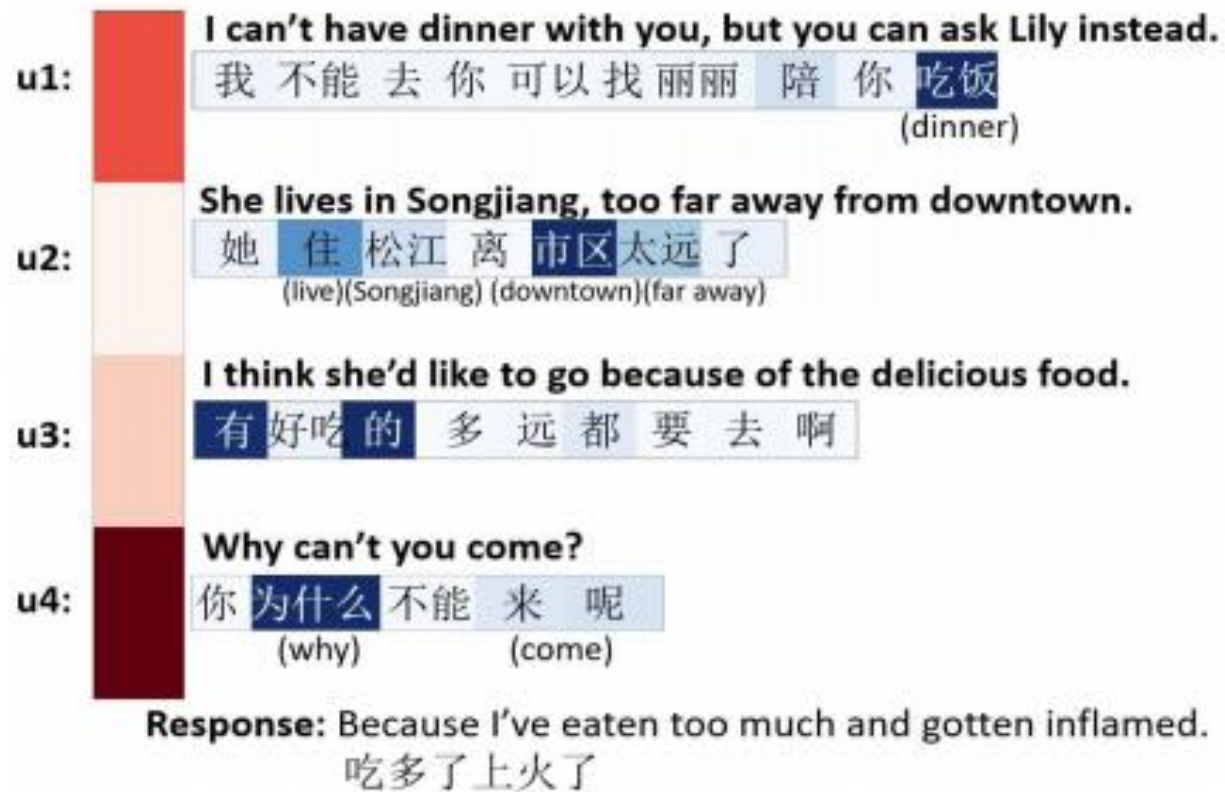 I can't have dinner with you, but you can ask Lily instead.
u1: 我 不能 去 你 可以 找 丽丽 陪 你 吃饭
(dinner)
She lives in Songjiang, too far away from downtown.
u2: 她 住 松江 离 市区 太远 了
(live)(Songjiang) (downtown)(far away)
I think she'd like to go because of the delicious food.
u3: 有 好吃 的 多 远 都 要 去 啊
Why can't you come?
u4: 你 为什么 不能 来 呢
(why) (come)
Response: Because I've eaten too much and gotten inflamed.
吃多了上火了